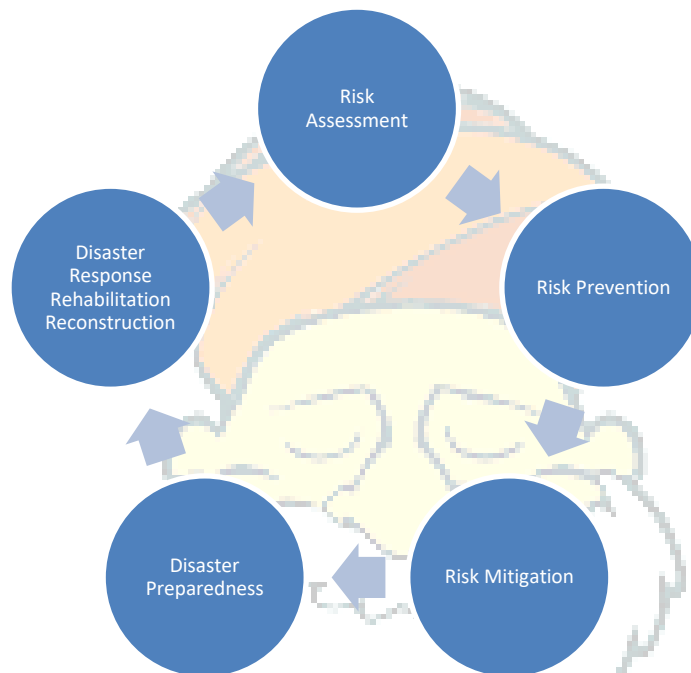 Risk
Assessment
Risk Prevention
Risk Mitigation
Disaster
Preparedness
Disaster
Response
Rehabilitation
Reconstruction